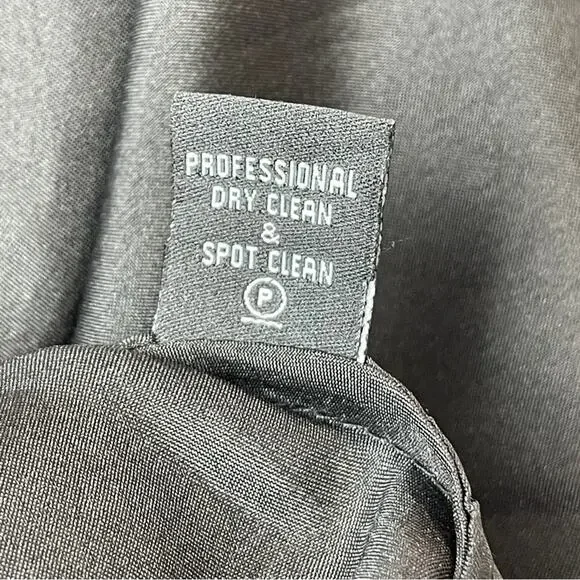 PROFESSIONAL
DRY CLEAN
&
SPOT CLEAN
P